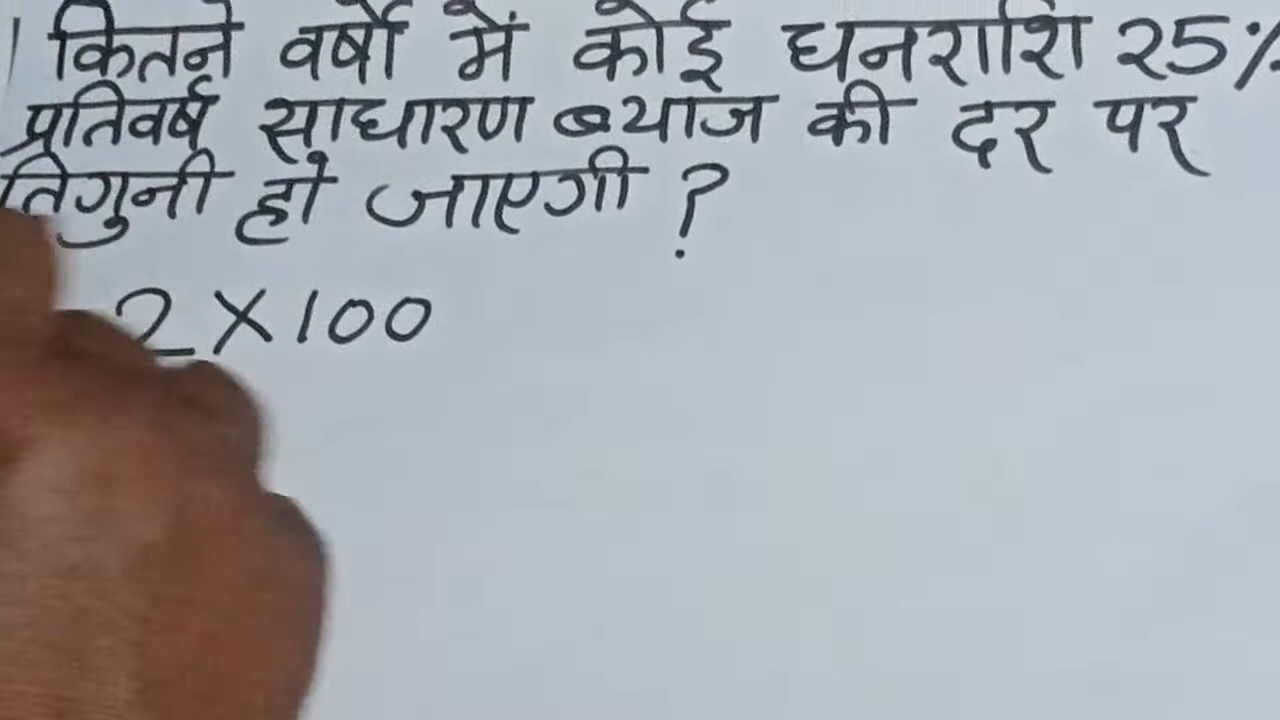 कितने वर्षो में कोई धनराशि 25%
प्रतिवर्ष साधारण ब्याज की दर पर
तिगुनी हो जाएगी ?
2 X 100